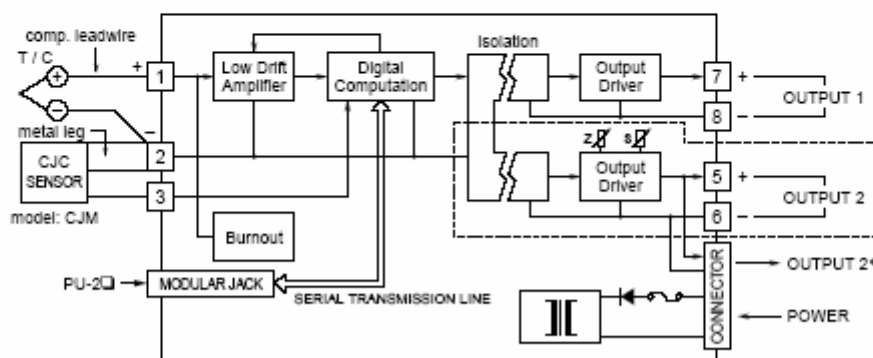 comp. leadwire
T / C
+
−
+
−
metal leg
CJC
SENSOR
model: CJM
1
2
3
Low Drift
Amplifier
Digital
Computation
Isolation
Output
Driver
7
8
+
−
OUTPUT 1
Z
S
Output
Driver
5
6
+
−
OUTPUT 2
Burnout
PU-2□
MODULAR JACK
SERIAL TRANSMISSION LINE
CONNECTOR
OUTPUT 2*
POWER